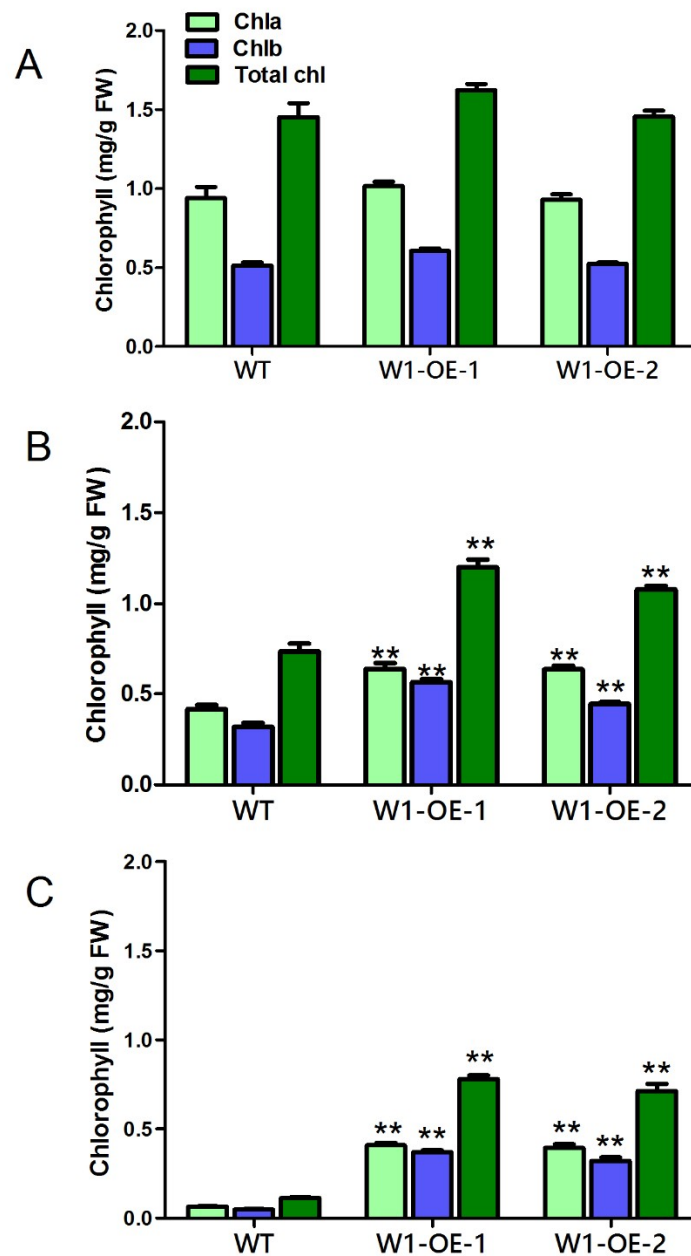 A
Chla
Chlb
Total chl
Chlorophyll (mg/g FW)
2.0
1.5
1.0
0.5
0.0
WT W1-OE-1 W1-OE-2
B
Chlorophyll (mg/g FW)
2.0
1.5
**
**
1.0
** ** ** **
0.5
0.0
WT W1-OE-1 W1-OE-2
C
Chlorophyll (mg/g FW)
2.0
1.5
1.0
** **
0.5
** ** ** **
0.0
WT W1-OE-1 W1-OE-2